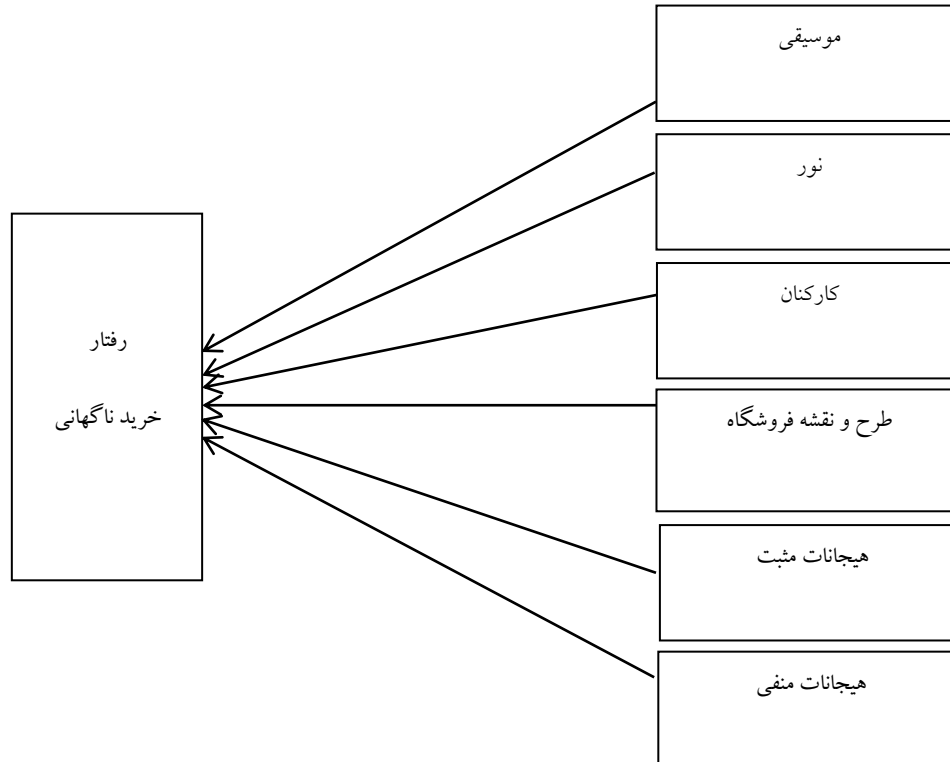 موسیقی
نور
کارکنان
طرح و نقشه فروشگاه
هیجانات مثبت
هیجانات منفی
رفتار
خرید ناگهانی